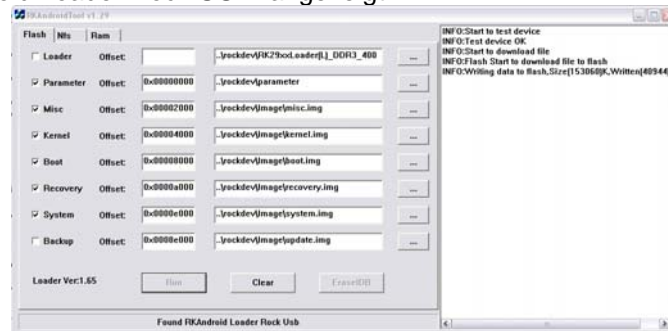 RKAndroidTool v1.29
Flash Nfs Ram
Loader Offset: ..\rockdev\RK29xxLoader(L)_DDR3_400 ...
Parameter Offset: 0x00000000 ..\rockdev\parameter ...
Misc Offset: 0x00002000 ..\rockdev\Image\misc.img ...
Kernel Offset: 0x00004000 ..\rockdev\Image\kernel.img ...
Boot Offset: 0x00008000 ..\rockdev\Image\boot.img ...
Recovery Offset: 0x0000a000 ..\rockdev\Image\recovery.img ...
System Offset: 0x0000e000 ..\rockdev\Image\system.img ...
Backup Offset: 0x0000e000 ..\rockdev\Image\update.img ...
Loader Ver:1.65 Run Clear EraseIDB
Found RKAndroid Loader Rock Usb
INFO:Start to test device
INFO:Test device OK
INFO:Start to download file
INFO:Flash Start to download file to flash
INFO:Writing data to flash,Size(153060)K,Written(40944)